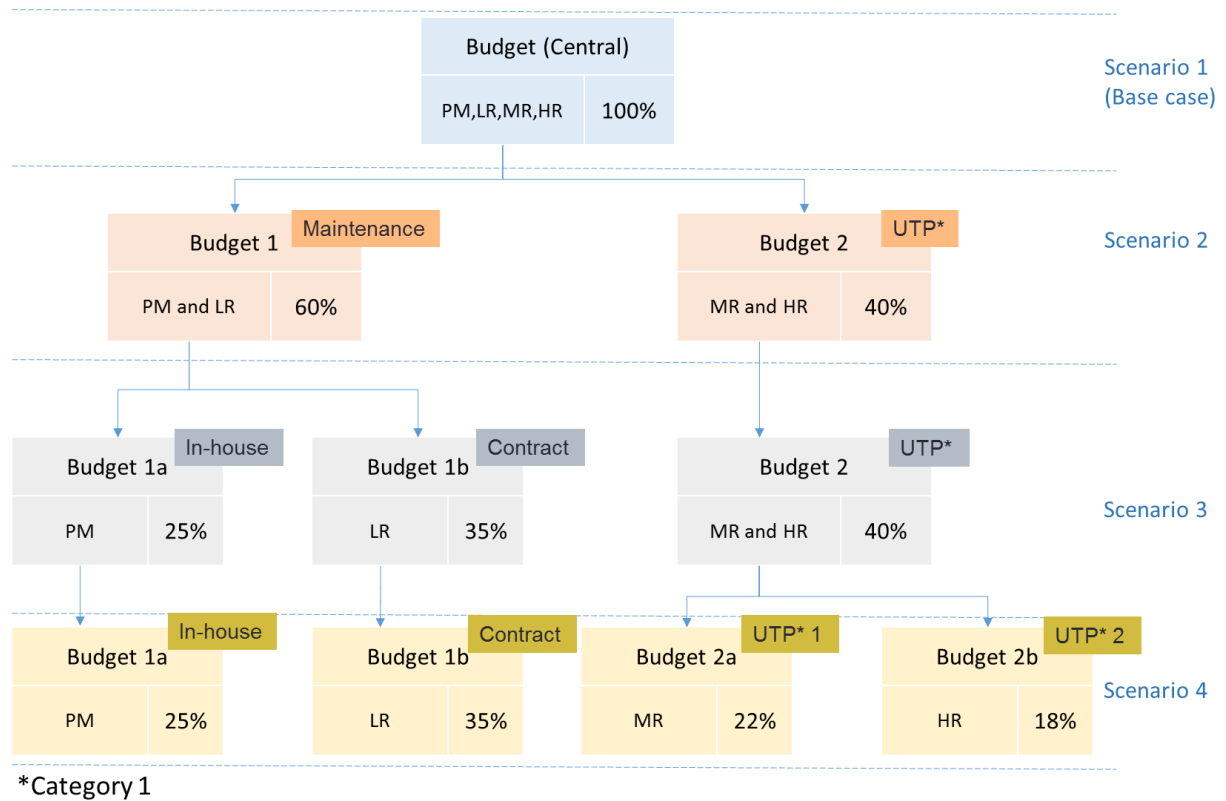 Budget (Central)
PM,LR,MR,HR 100%
Scenario 1
(Base case)
Maintenance
Budget 1
PM and LR 60%
UTP*
Budget 2
MR and HR 40%
Scenario 2
In-house
Budget 1a
PM 25%
Contract
Budget 1b
LR 35%
UTP*
Budget 2
MR and HR 40%
Scenario 3
In-house
Budget 1a
PM 25%
Contract
Budget 1b
LR 35%
UTP* 1
Budget 2a
MR 22%
UTP* 2
Budget 2b
HR 18%
Scenario 4
*Category 1